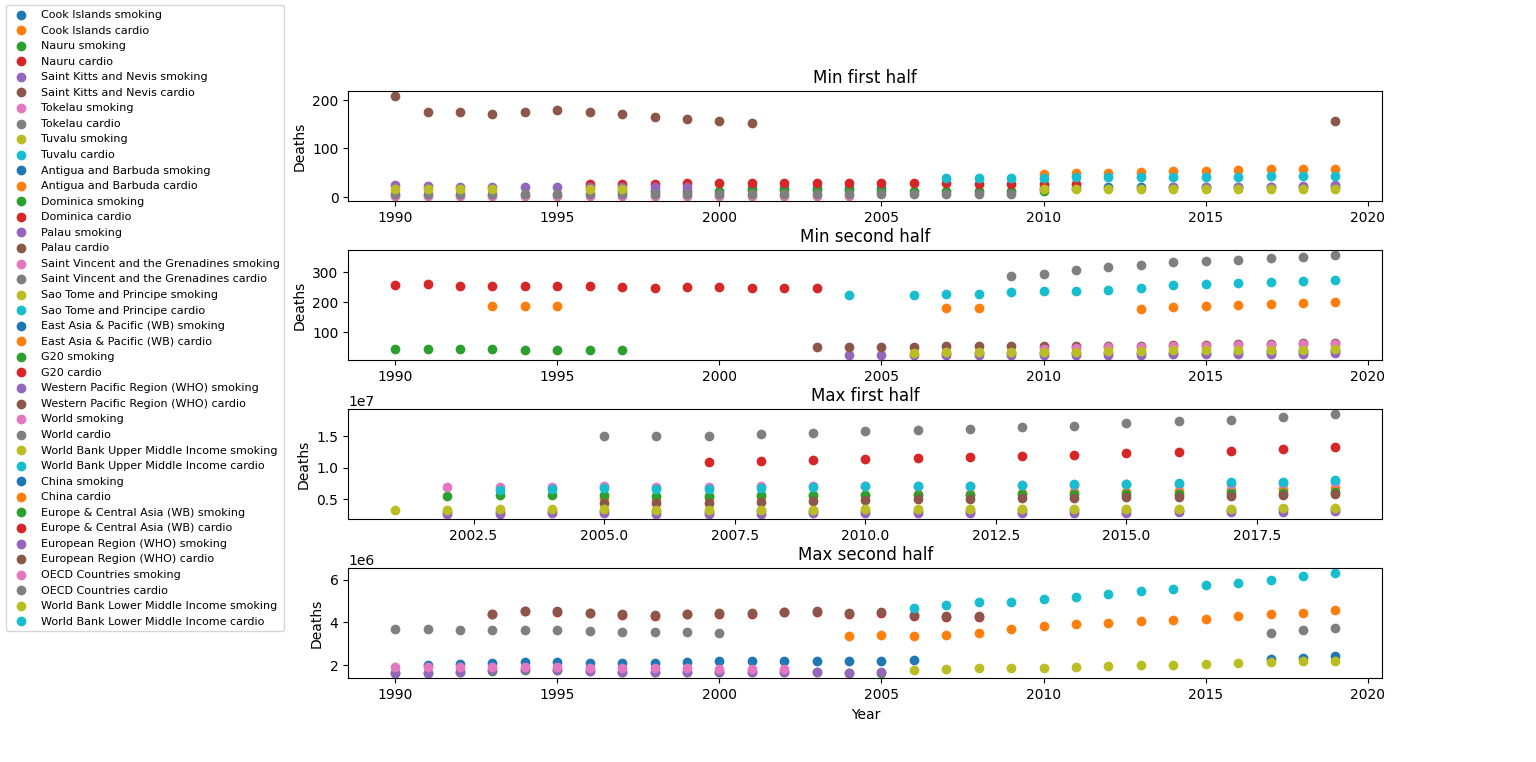 Cook Islands smoking
Cook Islands cardio
Nauru smoking
Nauru cardio
Saint Kitts and Nevis smoking
Saint Kitts and Nevis cardio
Tokelau smoking
Tokelau cardio
Tuvalu smoking
Tuvalu cardio
Antigua and Barbuda smoking
Antigua and Barbuda cardio
Dominica smoking
Dominica cardio
Palau smoking
Palau cardio
Saint Vincent and the Grenadines smoking
Saint Vincent and the Grenadines cardio
Sao Tome and Principe smoking
Sao Tome and Principe cardio
East Asia & Pacific (WB) smoking
East Asia & Pacific (WB) cardio
G20 smoking
G20 cardio
Western Pacific Region (WHO) smoking
Western Pacific Region (WHO) cardio
World smoking
World cardio
World Bank Upper Middle Income smoking
World Bank Upper Middle Income cardio
China smoking
China cardio
Europe & Central Asia (WB) smoking
Europe & Central Asia (WB) cardio
European Region (WHO) smoking
European Region (WHO) cardio
OECD Countries smoking
OECD Countries cardio
World Bank Lower Middle Income smoking
World Bank Lower Middle Income cardio
Min first half
Deaths
200
100
0
1990 1995 2000 2005 2010 2015 2020
Min second half
Deaths
300
200
100
1990 1995 2000 2005 2010 2015 2020
Max first half
1e7
Deaths
1.5
1.0
0.5
2002.5 2005.0 2007.5 2010.0 2012.5 2015.0 2017.5
Max second half
1e6
Deaths
6
4
2
1990 1995 2000 2005 2010 2015 2020
Year